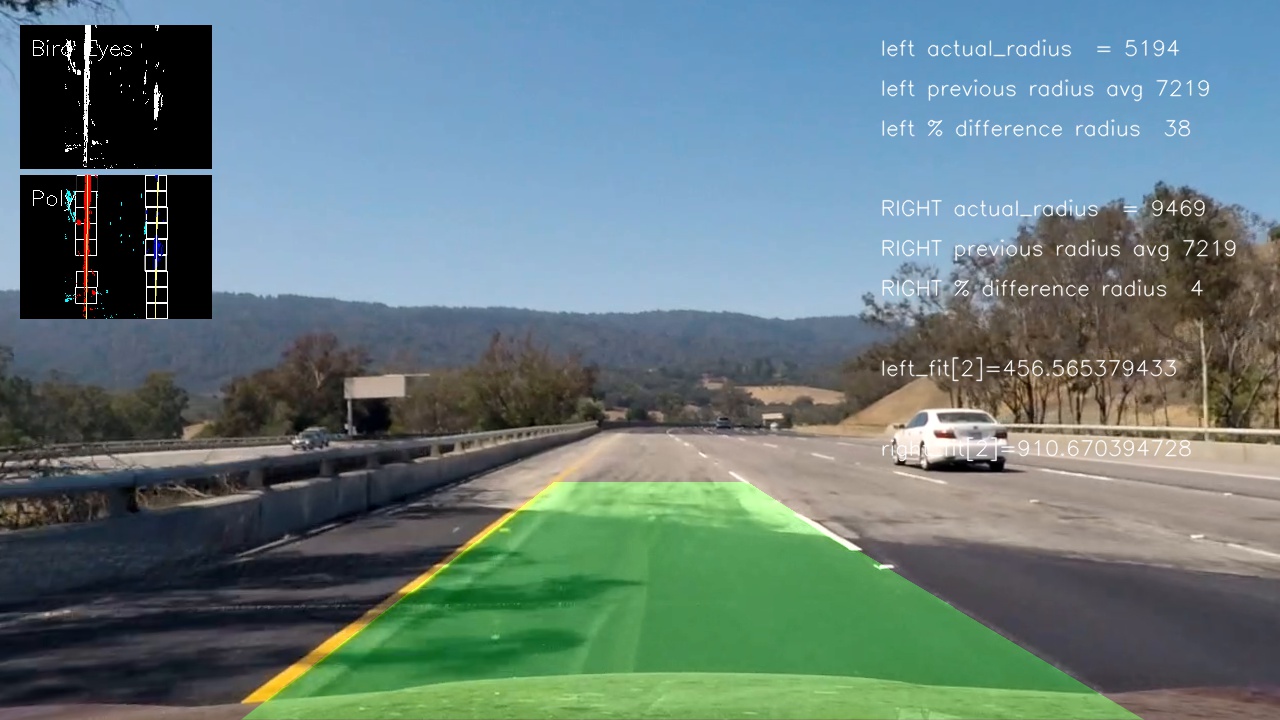 Bird Eyes
Poly
left actual_radius = 5194
left previous radius avg 7219
left % difference radius 38
RIGHT actual_radius = 9469
RIGHT previous radius avg 7219
RIGHT % difference radius 4
left_fit[2]=456.565379433
right_fit[2]=910.670394728